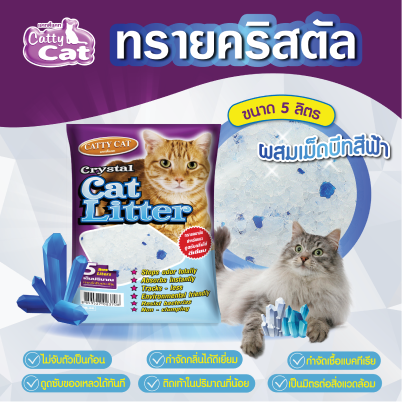 Catty
Cat
ทรายคริสตัล
ขนาด 5 ลิตร
ผสมเม็ดบีทสีฟ้า
CATTY CAT
Crystal
Cat
Litter
5
ลิตร
Liters
Stops odor totally
Absorbs instantly
Tracks - less
Environmental friendly
Resist bacterias
Non - clumping
ไม่จับตัวเป็นก้อน
กำจัดกลิ่นได้ดีเยี่ยม
กำจัดเชื้อแบคทีเรีย
ดูดซับของเหลวได้ทันที
ติดเท้าในปริมาณที่น้อย
เป็นมิตรต่อสิ่งแวดล้อม